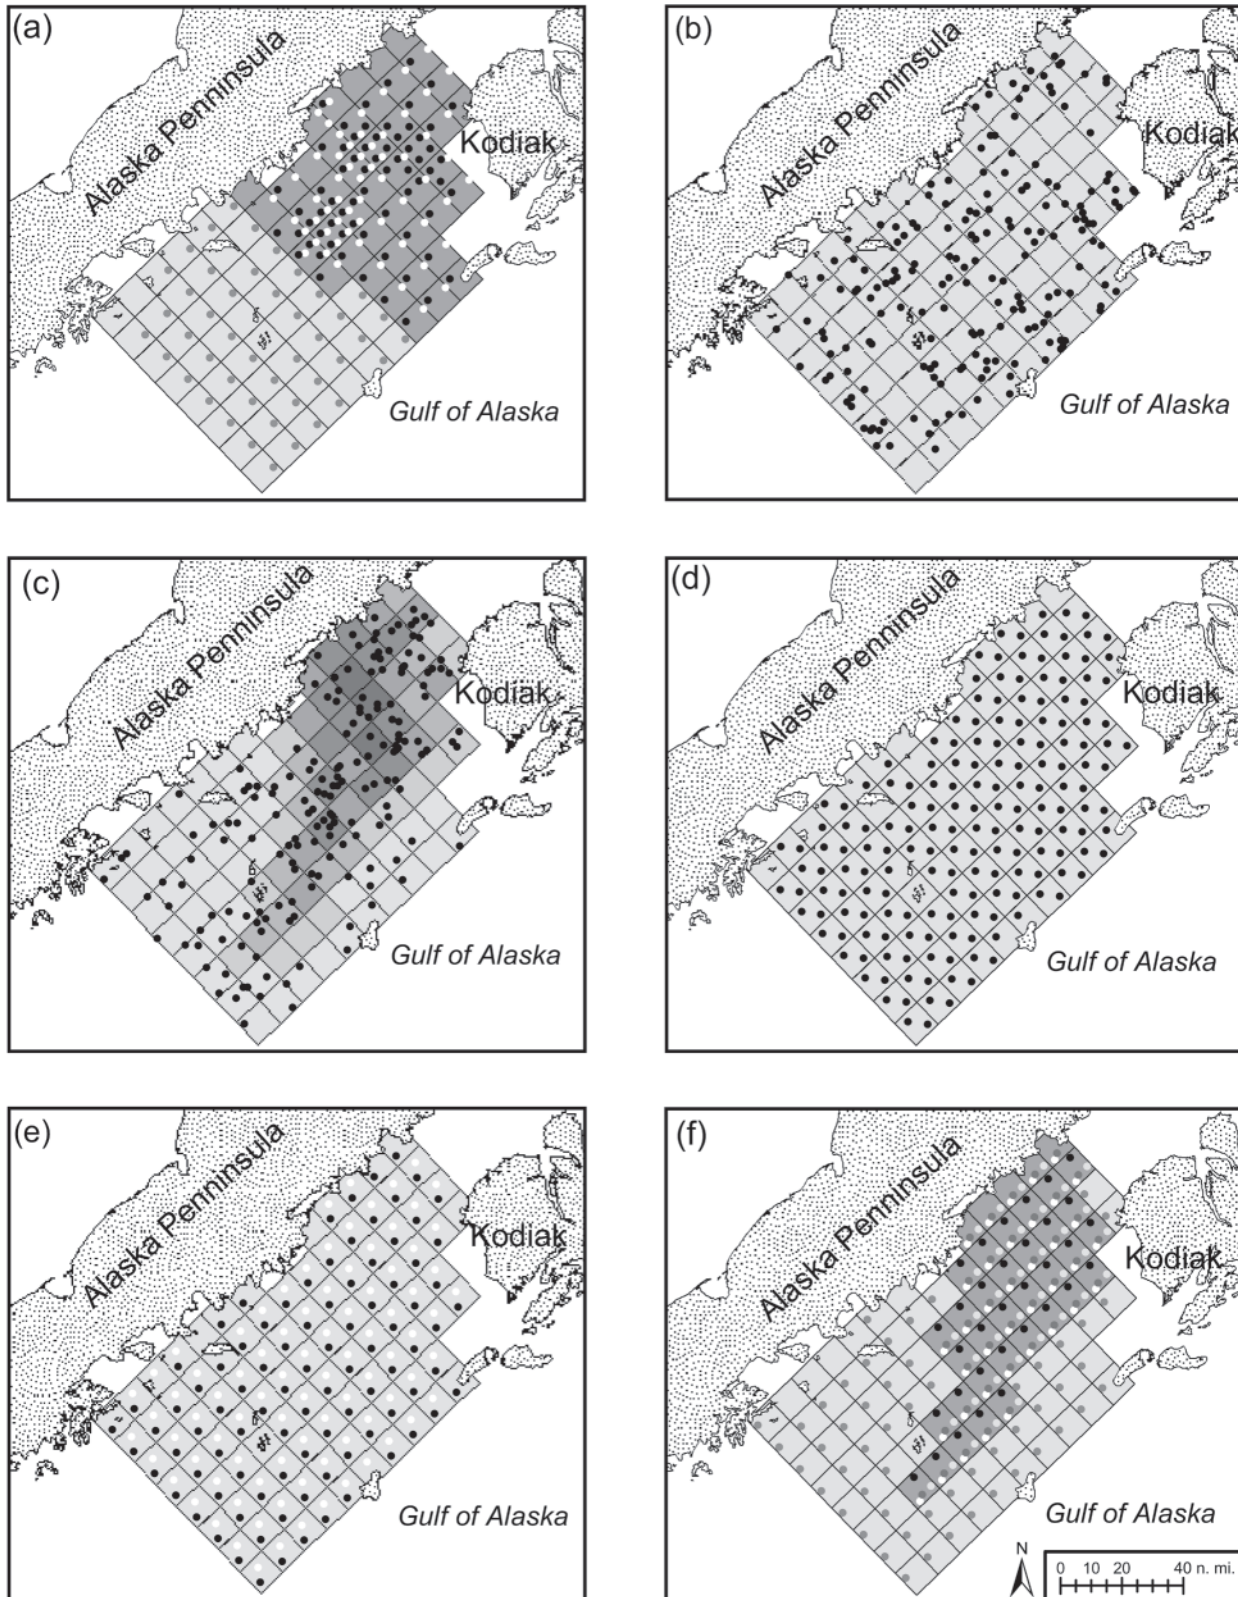 (a)
Alaska Penninsula
Kodiak
Gulf of Alaska
(b)
Alaska Penninsula
Kodiak
Gulf of Alaska
(c)
Alaska Penninsula
Kodiak
Gulf of Alaska
(d)
Alaska Penninsula
Kodiak
Gulf of Alaska
(e)
Alaska Penninsula
Kodiak
Gulf of Alaska
(f)
Alaska Penninsula
Kodiak
Gulf of Alaska
N
0 10 20 40 n. mi.